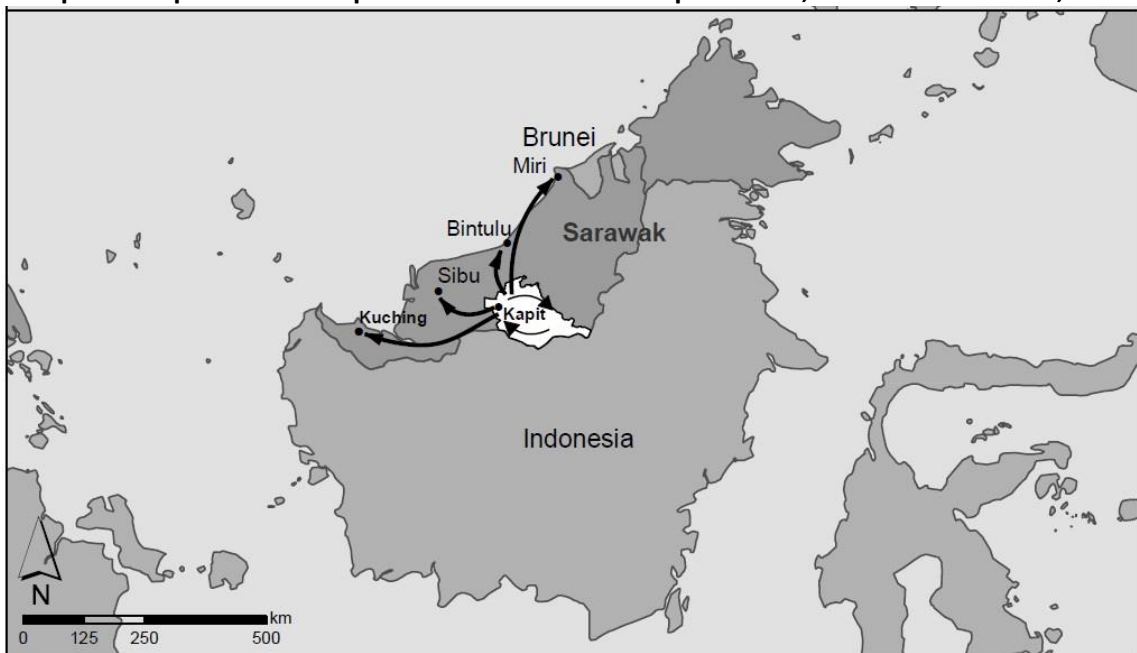 Brunei
Miri
Sarawak
Bintulu
Sibu
Kapit
Kuching
Indonesia
N
km
0 125 250 500